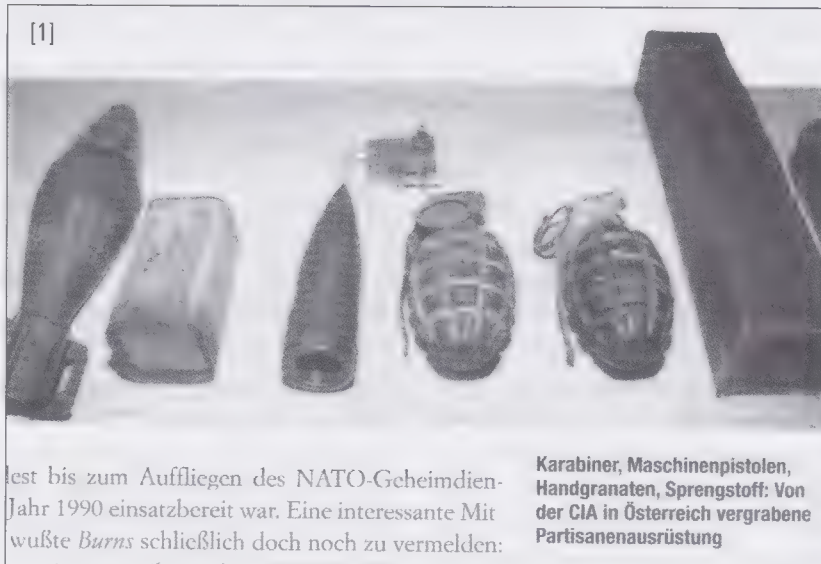 [1]
lest bis zum Auffliegen des NATO-Geheimdien-
Jahr 1990 einsatzbereit war. Eine interessante Mit
wußte Burns schließlich doch noch zu vermelden:
Karabiner, Maschinenpistolen,
Handgranaten, Sprengstoff: Von
der CIA in Österreich vergrabene
Partisanenausrüstung